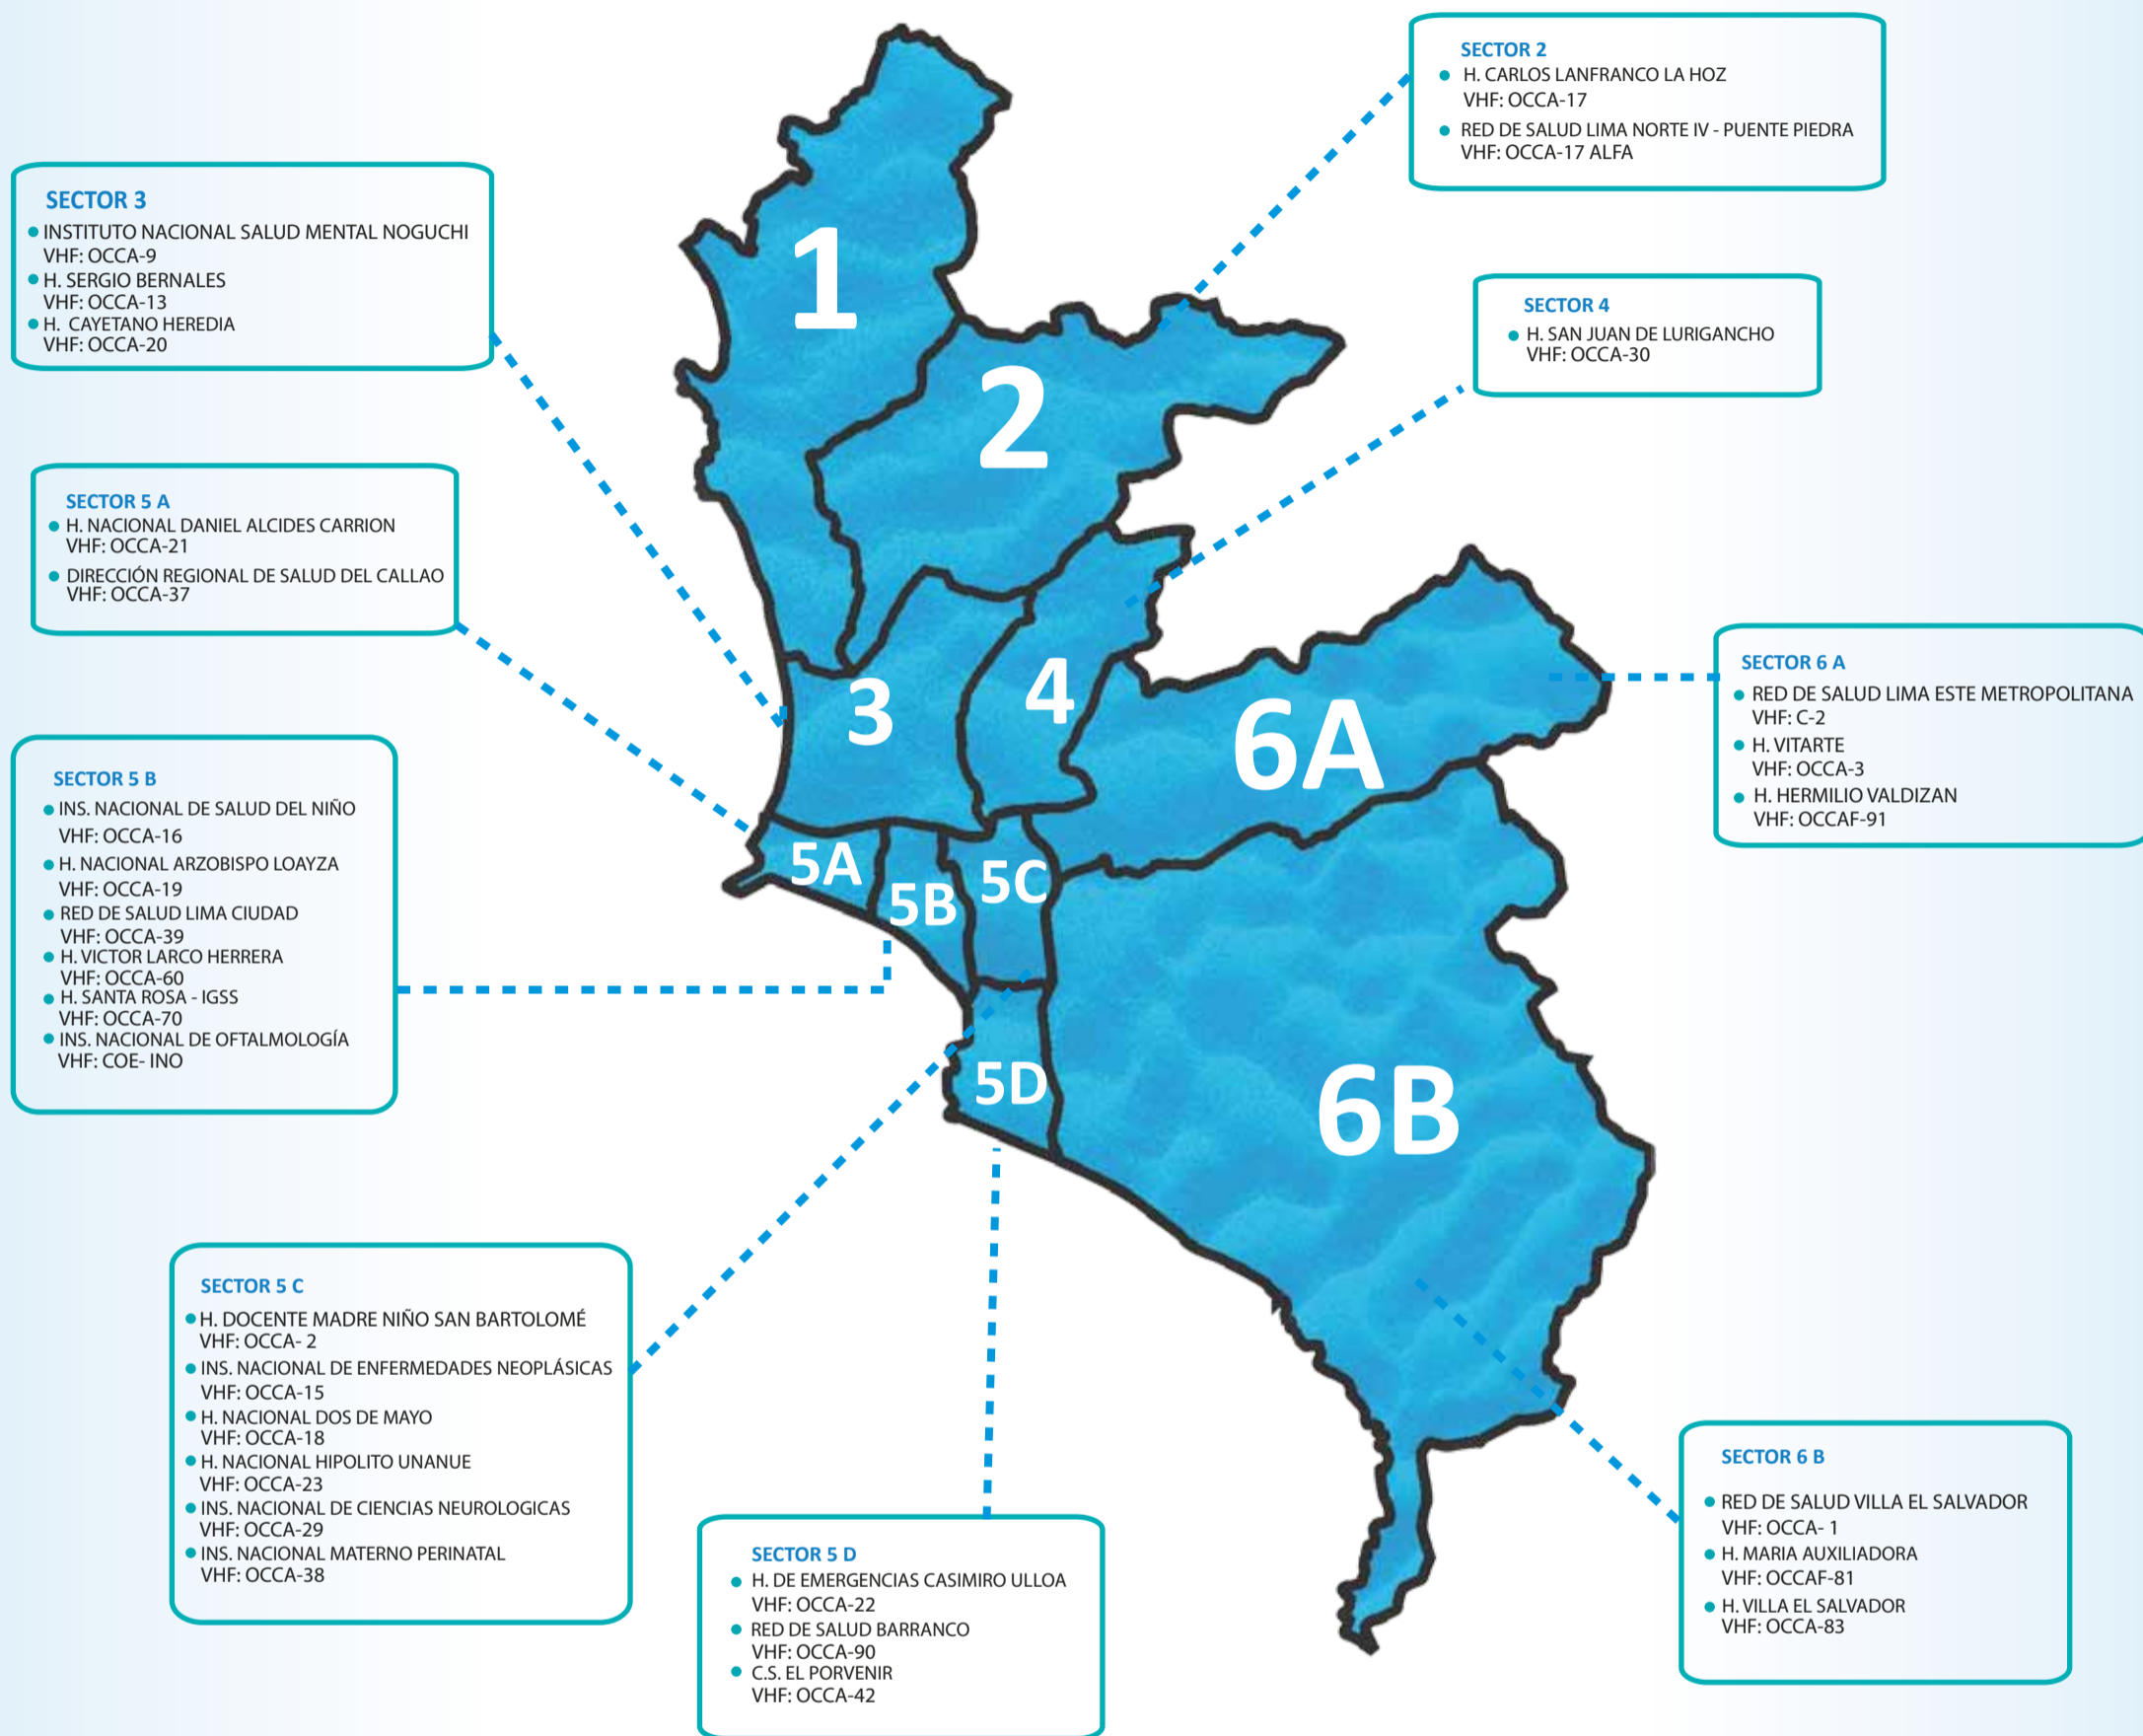 SECTOR 2
H. CARLOS LANFRANCO LA HOZ
VHF: OCCA-17
RED DE SALUD LIMA NORTE IV - PUENTE PIEDRA
VHF: OCCA-17 ALFA
SECTOR 3
INSTITUTO NACIONAL SALUD MENTAL NOGUCHI
VHF: OCCA-9
H. SERGIO BERNALES
VHF: OCCA-13
H. CAYETANO HEREDIA
VHF: OCCA-20
SECTOR 4
H. SAN JUAN DE LURIGANCHO
VHF: OCCA-30
SECTOR 5 A
H. NACIONAL DANIEL ALCIDES CARRION
VHF: OCCA-21
DIRECCIÓN REGIONAL DE SALUD DEL CALLAO
VHF: OCCA-37
SECTOR 6 A
RED DE SALUD LIMA ESTE METROPOLITANA
VHF: C-2
H. VITARTE
VHF: OCCA-3
H. HERMILIO VALDIZAN
VHF: OCCAF-91
SECTOR 5 B
INS. NACIONAL DE SALUD DEL NIÑO
VHF: OCCA-16
H. NACIONAL ARZOBISPO LOAYZA
VHF: OCCA-19
RED DE SALUD LIMA CIUDAD
VHF: OCCA-39
H. VICTOR LARCO HERRERA
VHF: OCCA-60
H. SANTA ROSA - IGSS
VHF: OCCA-70
INS. NACIONAL DE OFTALMOLOGÍA
VHF: COE- INO
1
2
3
4
6A
5A
5B
5C
5D
6B
SECTOR 5 C
H. DOCENTE MADRE NIÑO SAN BARTOLOMÉ
VHF: OCCA- 2
INS. NACIONAL DE ENFERMEDADES NEOPLÁSICAS
VHF: OCCA-15
H. NACIONAL DOS DE MAYO
VHF: OCCA-18
H. NACIONAL HIPOLITO UNANUE
VHF: OCCA-23
INS. NACIONAL DE CIENCIAS NEUROLOGICAS
VHF: OCCA-29
INS. NACIONAL MATERNO PERINATAL
VHF: OCCA-38
SECTOR 5 D
H. DE EMERGENCIAS CASIMIRO ULLOA
VHF: OCCA-22
RED DE SALUD BARRANCO
VHF: OCCA-90
C.S. EL PORVENIR
VHF: OCCA-42
SECTOR 6 B
RED DE SALUD VILLA EL SALVADOR
VHF: OCCA- 1
H. MARIA AUXILIADORA
VHF: OCCAF-81
H. VILLA EL SALVADOR
VHF: OCCA-83